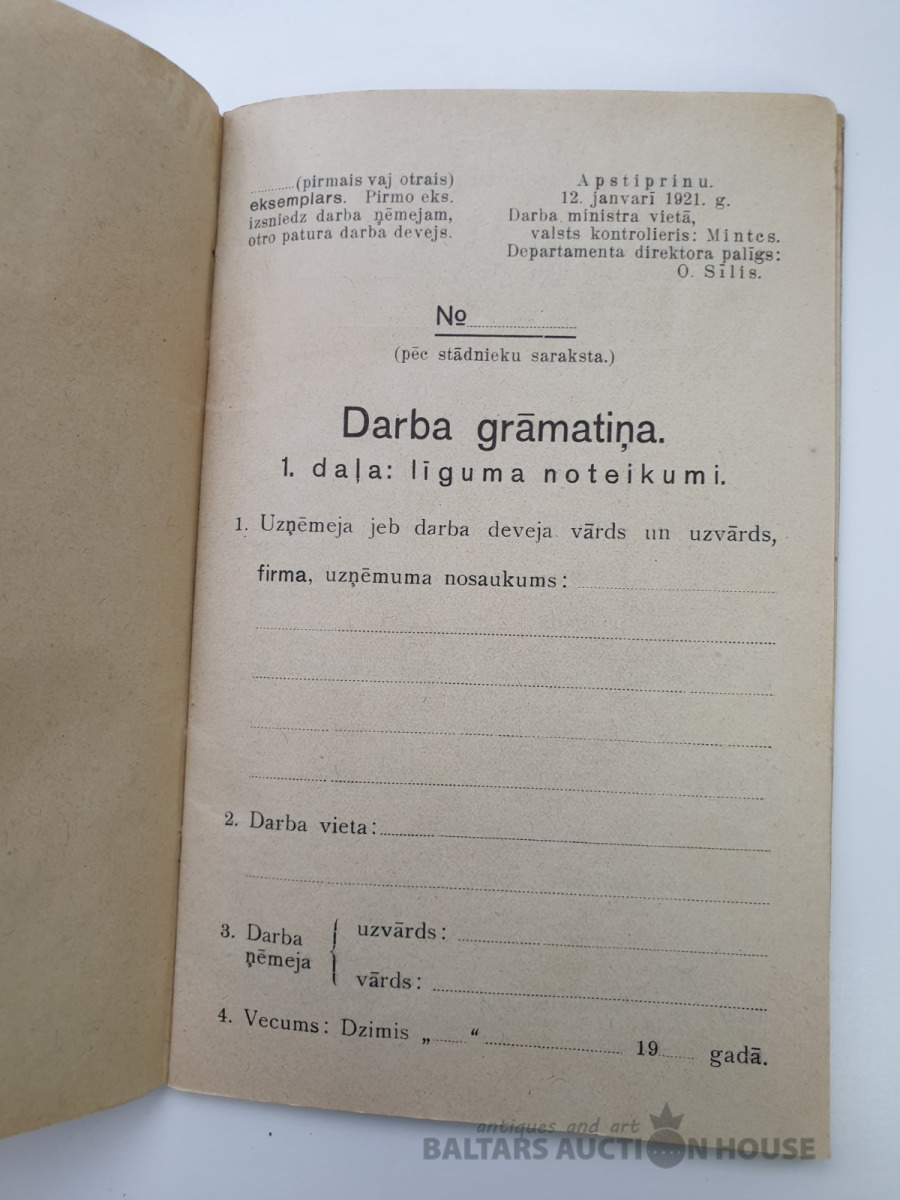 (pirmais vaj otrais)
eksemplars. Pirmo eks.
izsniedz darba ņēmejam,
otro patura darba devejs.
Apstiprinu.
12. janvarī 1921. g.
Darba ministra vietā,
valsts kontrolieris: Mintes.
Departamenta direktora palīgs:
O. Sīlis.
№
(pēc stādnieku saraksta.)
Darba grāmatiņa.
1. daļa: līguma noteikumi.
1. Uzņēmeja jeb darba deveja vārds un uzvārds,
firma, uzņēmuma nosaukums:
2. Darba vieta:
3. Darba ņēmeja
uzvārds:
vārds:
4. Vecums: Dzimis „ “ 19 gadā.
antiques and art
BALTARS AUCTION HOUSE